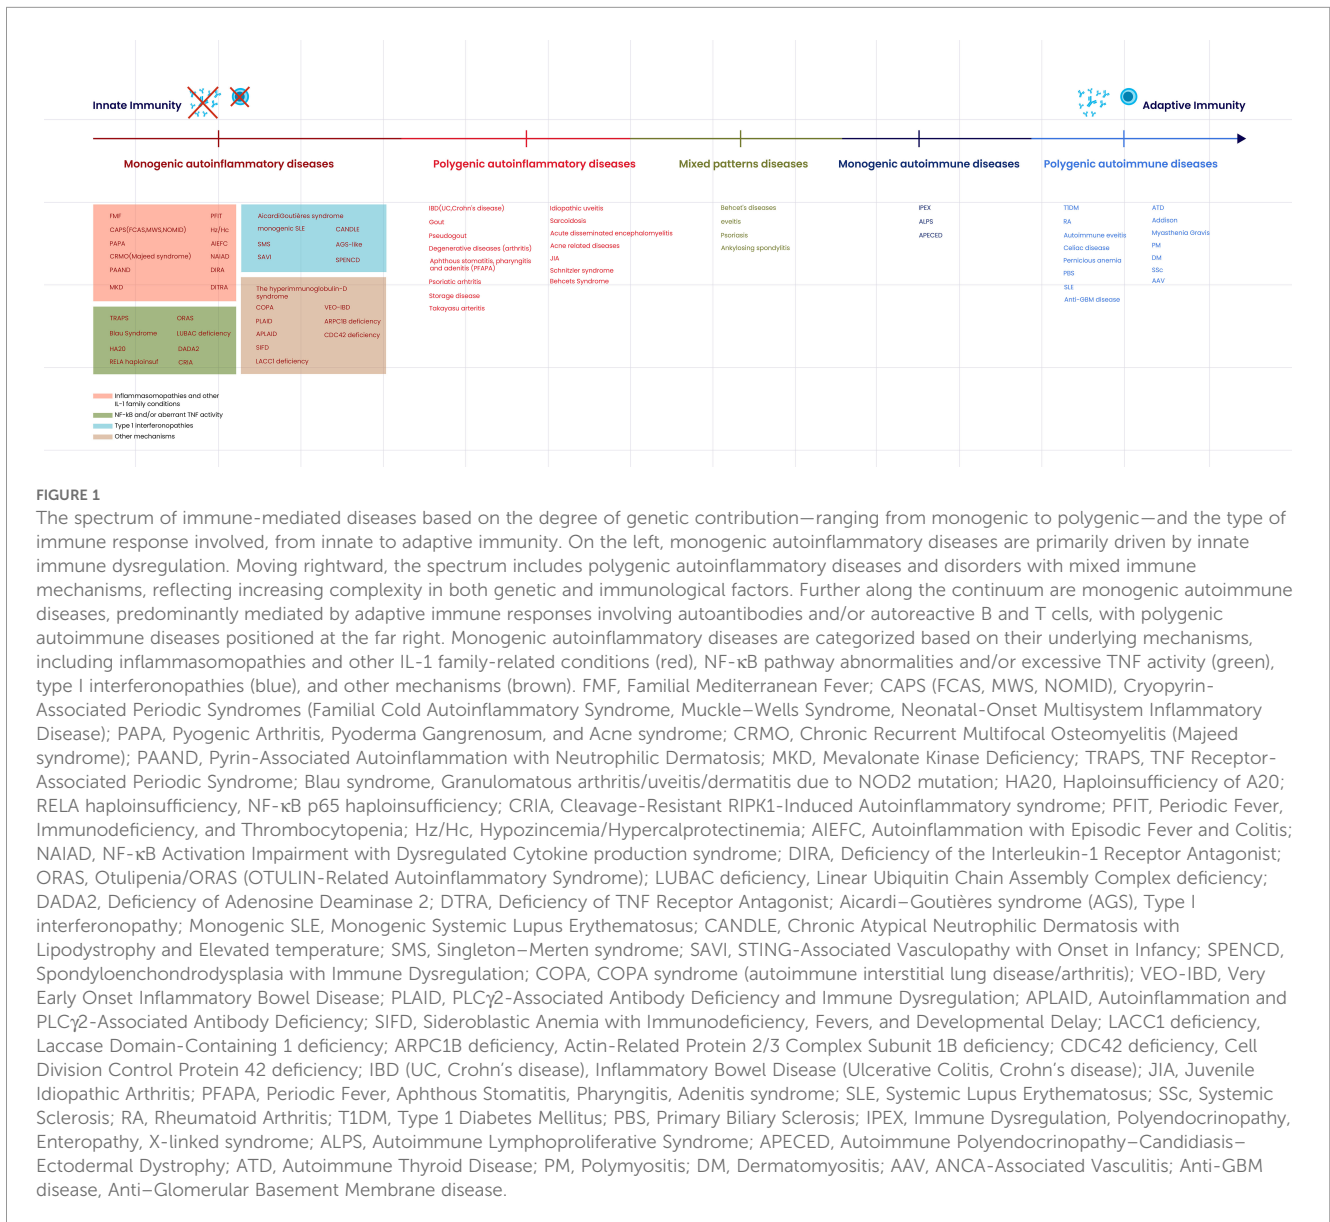 Innate Immunity
Adaptive Immunity
Monogenic autoinflammatory diseases
Polygenic autoinflammatory diseases
Mixed patterns diseases
Monogenic autoimmune diseases
Polygenic autoimmune diseases
FMF
CAPS(FCAS,MWS,NOMID)
PAPA
CRMO(Majeed syndrome)
PAAND
MKD
PFIT
Hz/Hc
AIEFC
NAIAD
DIRA
DITRA
AicardiGoutières syndrome
monogenic SLE
SMS
SAVI
CANDLE
AGS-like
SPENCD
TRAPS
Blau Syndrome
HA20
RELA haploinsuf
ORAS
LUBAC deficiency
DADA2
CRIA
The hyperimmunoglobulin-D
syndrome
COPA
PLAID
APLAID
SIFD
LACC1 deficiency
VEO-IBD
ARPC1B deficiency
CDC42 deficiency
IBD(UC,Crohn's disease)
Gout
Pseudogout
Degenerative diseases (arthritis)
Aphthous stomatitis, pharyngitis
and adenitis (PFAPA)
Psoriatic arhtritis
Storage disease
Takayasu arteritis
Idiopathic uveitis
Sarcoidosis
Acute disseminated encephalomyelitis
Acne related diseases
JIA
Schnitzler syndrome
Behcets Syndrome
Behcet's diseases
eveitis
Psoriasis
Ankylosing spondylitis
IPEX
ALPS
APECED
T1DM
RA
Autoimmune eveitis
Celiac disease
Pernicious anemia
PBS
SLE
Anti-GBM disease
ATD
Addison
Myasthenia Gravis
PM
DM
SSc
AAV
Inflammasomopathies and other
IL-1 family conditions
NF-kB and/or aberrant TNF activity
Type 1 interferonopathies
Other mechanisms
FIGURE 1
The spectrum of immune-mediated diseases based on the degree of genetic contribution—ranging from monogenic to polygenic—and the type of
immune response involved, from innate to adaptive immunity. On the left, monogenic autoinflammatory diseases are primarily driven by innate
immune dysregulation. Moving rightward, the spectrum includes polygenic autoinflammatory diseases and disorders with mixed immune
mechanisms, reflecting increasing complexity in both genetic and immunological factors. Further along the continuum are monogenic autoimmune
diseases, predominantly mediated by adaptive immune responses involving autoantibodies and/or autoreactive B and T cells, with polygenic
autoimmune diseases positioned at the far right. Monogenic autoinflammatory diseases are categorized based on their underlying mechanisms,
including inflammasomopathies and other IL-1 family-related conditions (red), NF-κB pathway abnormalities and/or excessive TNF activity (green),
type I interferonopathies (blue), and other mechanisms (brown). FMF, Familial Mediterranean Fever; CAPS (FCAS, MWS, NOMID), Cryopyrin-
Associated Periodic Syndromes (Familial Cold Autoinflammatory Syndrome, Muckle–Wells Syndrome, Neonatal-Onset Multisystem Inflammatory
Disease); PAPA, Pyogenic Arthritis, Pyoderma Gangrenosum, and Acne syndrome; CRMO, Chronic Recurrent Multifocal Osteomyelitis (Majeed
syndrome); PAAND, Pyrin-Associated Autoinflammation with Neutrophilic Dermatosis; MKD, Mevalonate Kinase Deficiency; TRAPS, TNF Receptor-
Associated Periodic Syndrome; Blau syndrome, Granulomatous arthritis/uveitis/dermatitis due to NOD2 mutation; HA20, Haploinsufficiency of A20;
RELA haploinsufficiency, NF-κB p65 haploinsufficiency; CRIA, Cleavage-Resistant RIPK1-Induced Autoinflammatory syndrome; PFIT, Periodic Fever,
Immunodeficiency, and Thrombocytopenia; Hz/Hc, Hypozincemia/Hypercalprotectinemia; AIEFC, Autoinflammation with Episodic Fever and Colitis;
NAIAD, NF-κB Activation Impairment with Dysregulated Cytokine production syndrome; DIRA, Deficiency of the Interleukin-1 Receptor Antagonist;
ORAS, Otulipenia/ORAS (OTULIN-Related Autoinflammatory Syndrome); LUBAC deficiency, Linear Ubiquitin Chain Assembly Complex deficiency;
DADA2, Deficiency of Adenosine Deaminase 2; DTRA, Deficiency of TNF Receptor Antagonist; Aicardi–Goutières syndrome (AGS), Type I
interferonopathy; Monogenic SLE, Monogenic Systemic Lupus Erythematosus; CANDLE, Chronic Atypical Neutrophilic Dermatosis with
Lipodystrophy and Elevated temperature; SMS, Singleton–Merten syndrome; SAVI, STING-Associated Vasculopathy with Onset in Infancy; SPENCD,
Spondyloenchondrodysplasia with Immune Dysregulation; COPA, COPA syndrome (autoimmune interstitial lung disease/arthritis); VEO-IBD, Very
Early Onset Inflammatory Bowel Disease; PLAID, PLCγ2-Associated Antibody Deficiency and Immune Dysregulation; APLAID, Autoinflammation and
PLCγ2-Associated Antibody Deficiency; SIFD, Sideroblastic Anemia with Immunodeficiency, Fevers, and Developmental Delay; LACC1 deficiency,
Laccase Domain-Containing 1 deficiency; ARPC1B deficiency, Actin-Related Protein 2/3 Complex Subunit 1B deficiency; CDC42 deficiency, Cell
Division Control Protein 42 deficiency; IBD (UC, Crohn's disease), Inflammatory Bowel Disease (Ulcerative Colitis, Crohn's disease); JIA, Juvenile
Idiopathic Arthritis; PFAPA, Periodic Fever, Aphthous Stomatitis, Pharyngitis, Adenitis syndrome; SLE, Systemic Lupus Erythematosus; SSc, Systemic
Sclerosis; RA, Rheumatoid Arthritis; T1DM, Type 1 Diabetes Mellitus; PBS, Primary Biliary Sclerosis; IPEX, Immune Dysregulation, Polyendocrinopathy,
Enteropathy, X-linked syndrome; ALPS, Autoimmune Lymphoproliferative Syndrome; APECED, Autoimmune Polyendocrinopathy–Candidiasis–
Ectodermal Dystrophy; ATD, Autoimmune Thyroid Disease; PM, Polymyositis; DM, Dermatomyositis; AAV, ANCA-Associated Vasculitis; Anti-GBM
disease, Anti–Glomerular Basement Membrane disease.